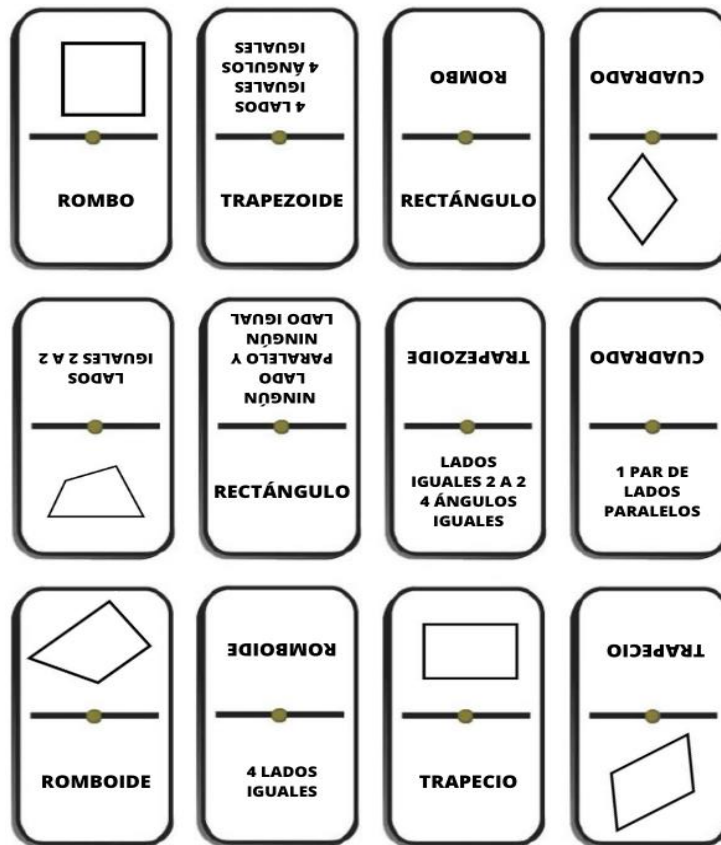 4 LADOS
IGUALES
4 ÁNGULOS
IGUALES
ROMBO
CUADRADO
ROMBO
TRAPEZOIDE
RECTÁNGULO
LADOS
IGUALES 2 A 2
NINGÚN
LADO
PARALELO Y
NINGÚN
LADO IGUAL
TRAPEZOIDE
CUADRADO
RECTÁNGULO
LADOS
IGUALES 2 A 2
4 ÁNGULOS
IGUALES
1 PAR DE
LADOS
PARALELOS
ROMBOIDE
TRAPECIO
ROMBOIDE
4 LADOS
IGUALES
TRAPECIO